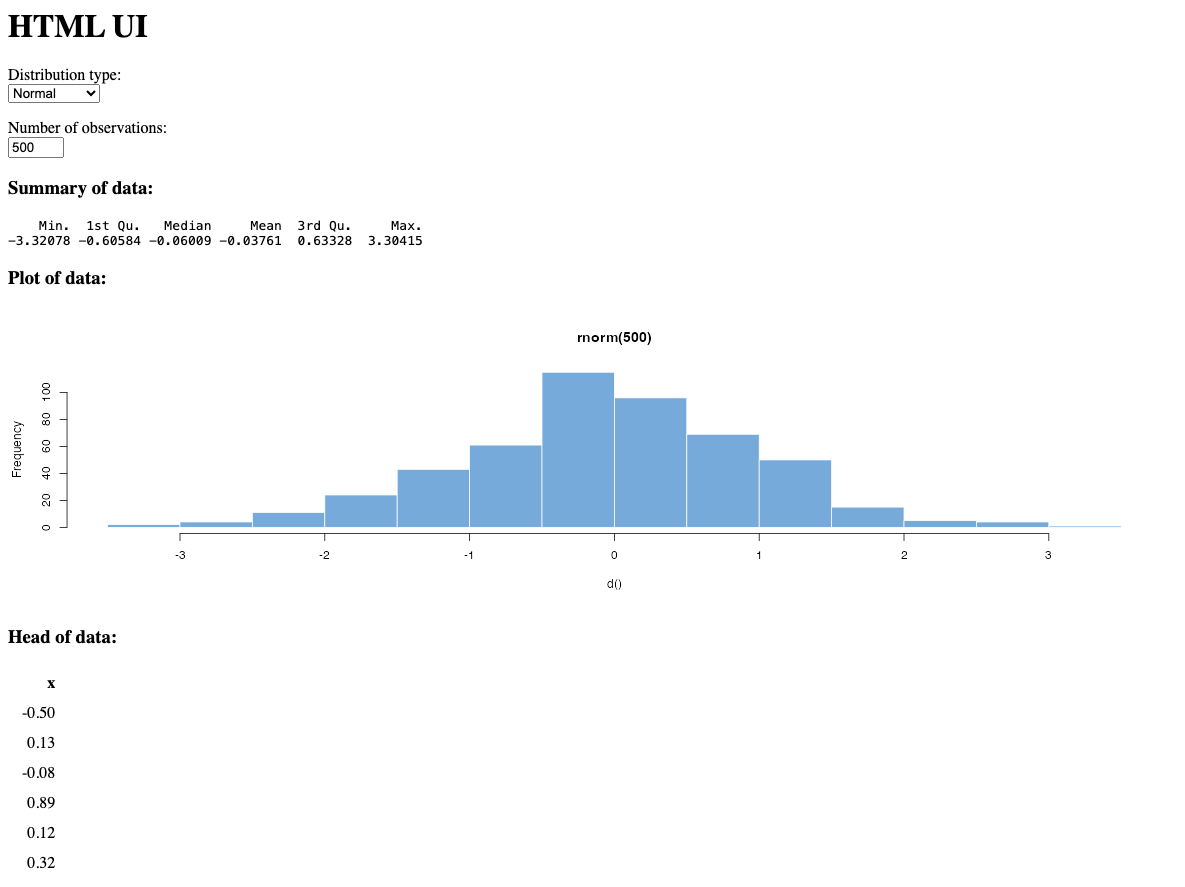 HTML UI
Distribution type:
Normal
Number of observations:
500
Summary of data:
    Min.  1st Qu.   Median     Mean  3rd Qu.     Max.
-3.32078 -0.60584 -0.06009 -0.03761  0.63328  3.30415
Plot of data:
rnorm(500)
Frequency
100
80
60
40
20
0
-3 -2 -1 0 1 2 3
d()
Head of data:
x
-0.50
0.13
-0.08
0.89
0.12
0.32